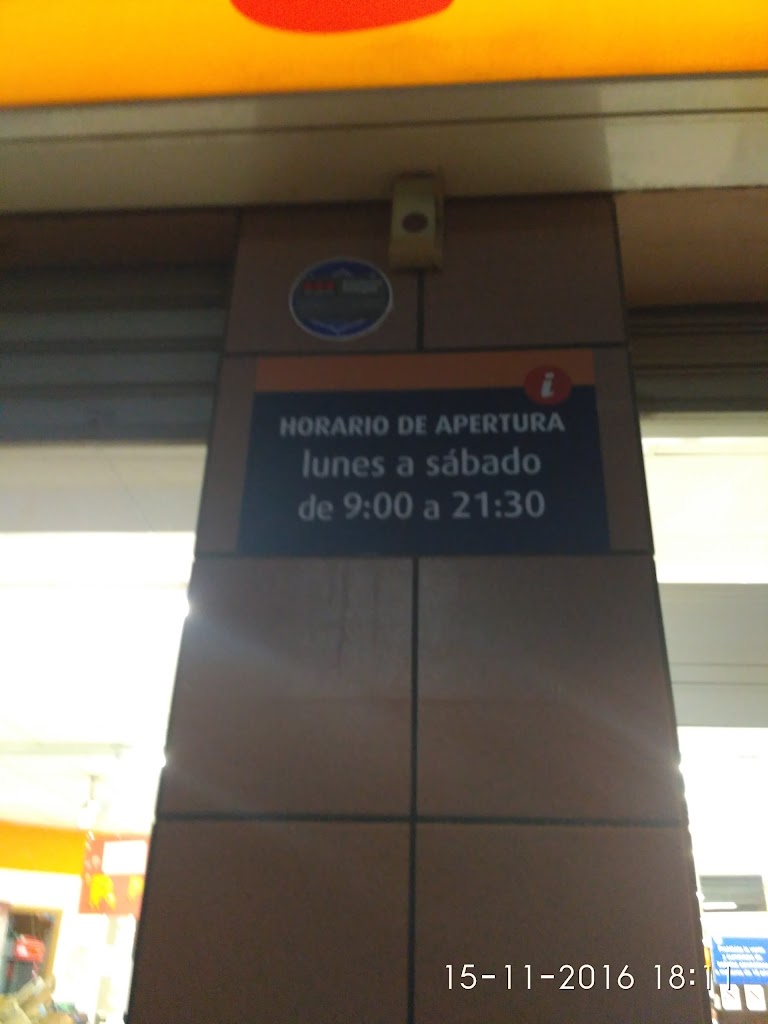 i
HORARIO DE APERTURA
lunes a sábado
de 9:00 a 21:30
15-11-2016 18:11